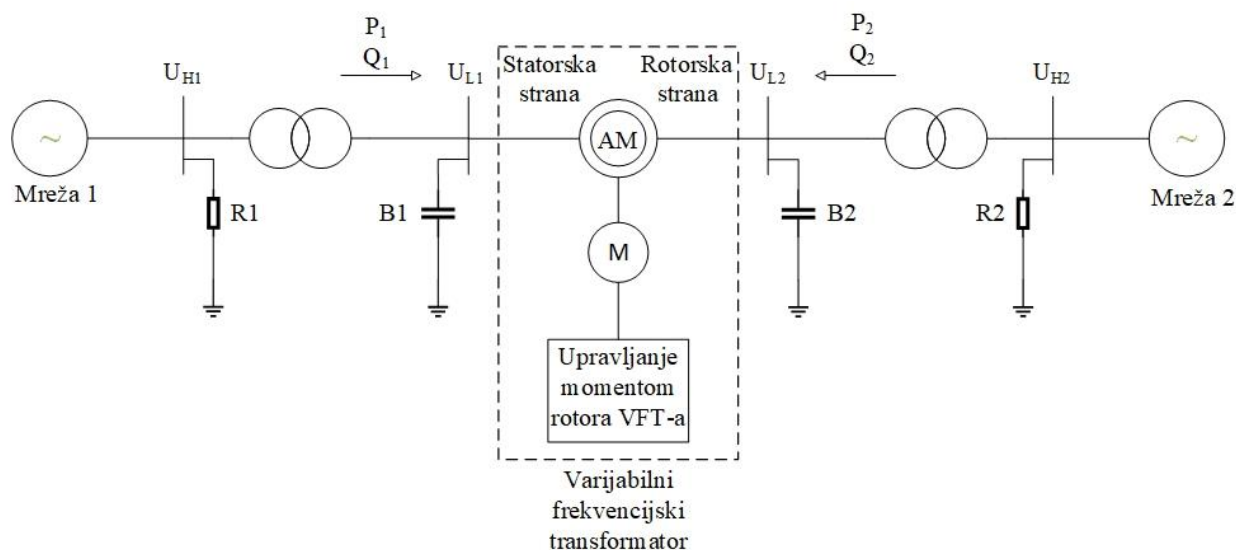 P1
Q1
P2
Q2
UH1
UL1
Statorska
strana
Rotorska
strana
UL2
UH2
~
AM
~
Mreža 1
R1
B1
M
B2
R2
Mreža 2
Upravljanje
momentom
rotora VFT-a
Varijabilni
frekvencijski
transformator